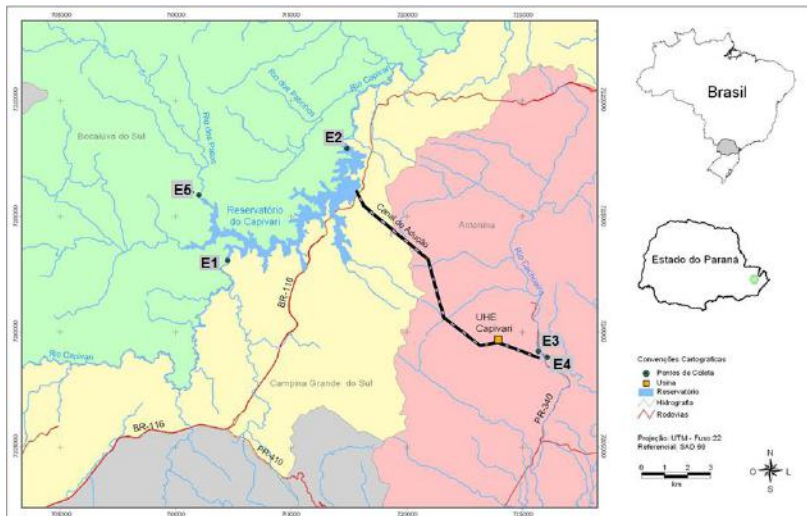 E2
Rio Capivari
Rio dos Patos
Bocaiuva do Sul
E5
Reservatório
do Capivari
E1
Canal de Adução
Antonina
Rio Cachoeira
BR-116
UHE
Capivari
E3
E4
Rio Capivari
Campina Grande do Sul
BR-116
PR-410
PR-340
Brasil
Estado do Paraná
Convenções Cartográficas
Pontos de Coleta
Usina
Reservatório
Hidrografia
Rodovias
Projeção: UTM - Fuso 22
Referencial: SAD 69
0 1 2 3
km
N
O L
S